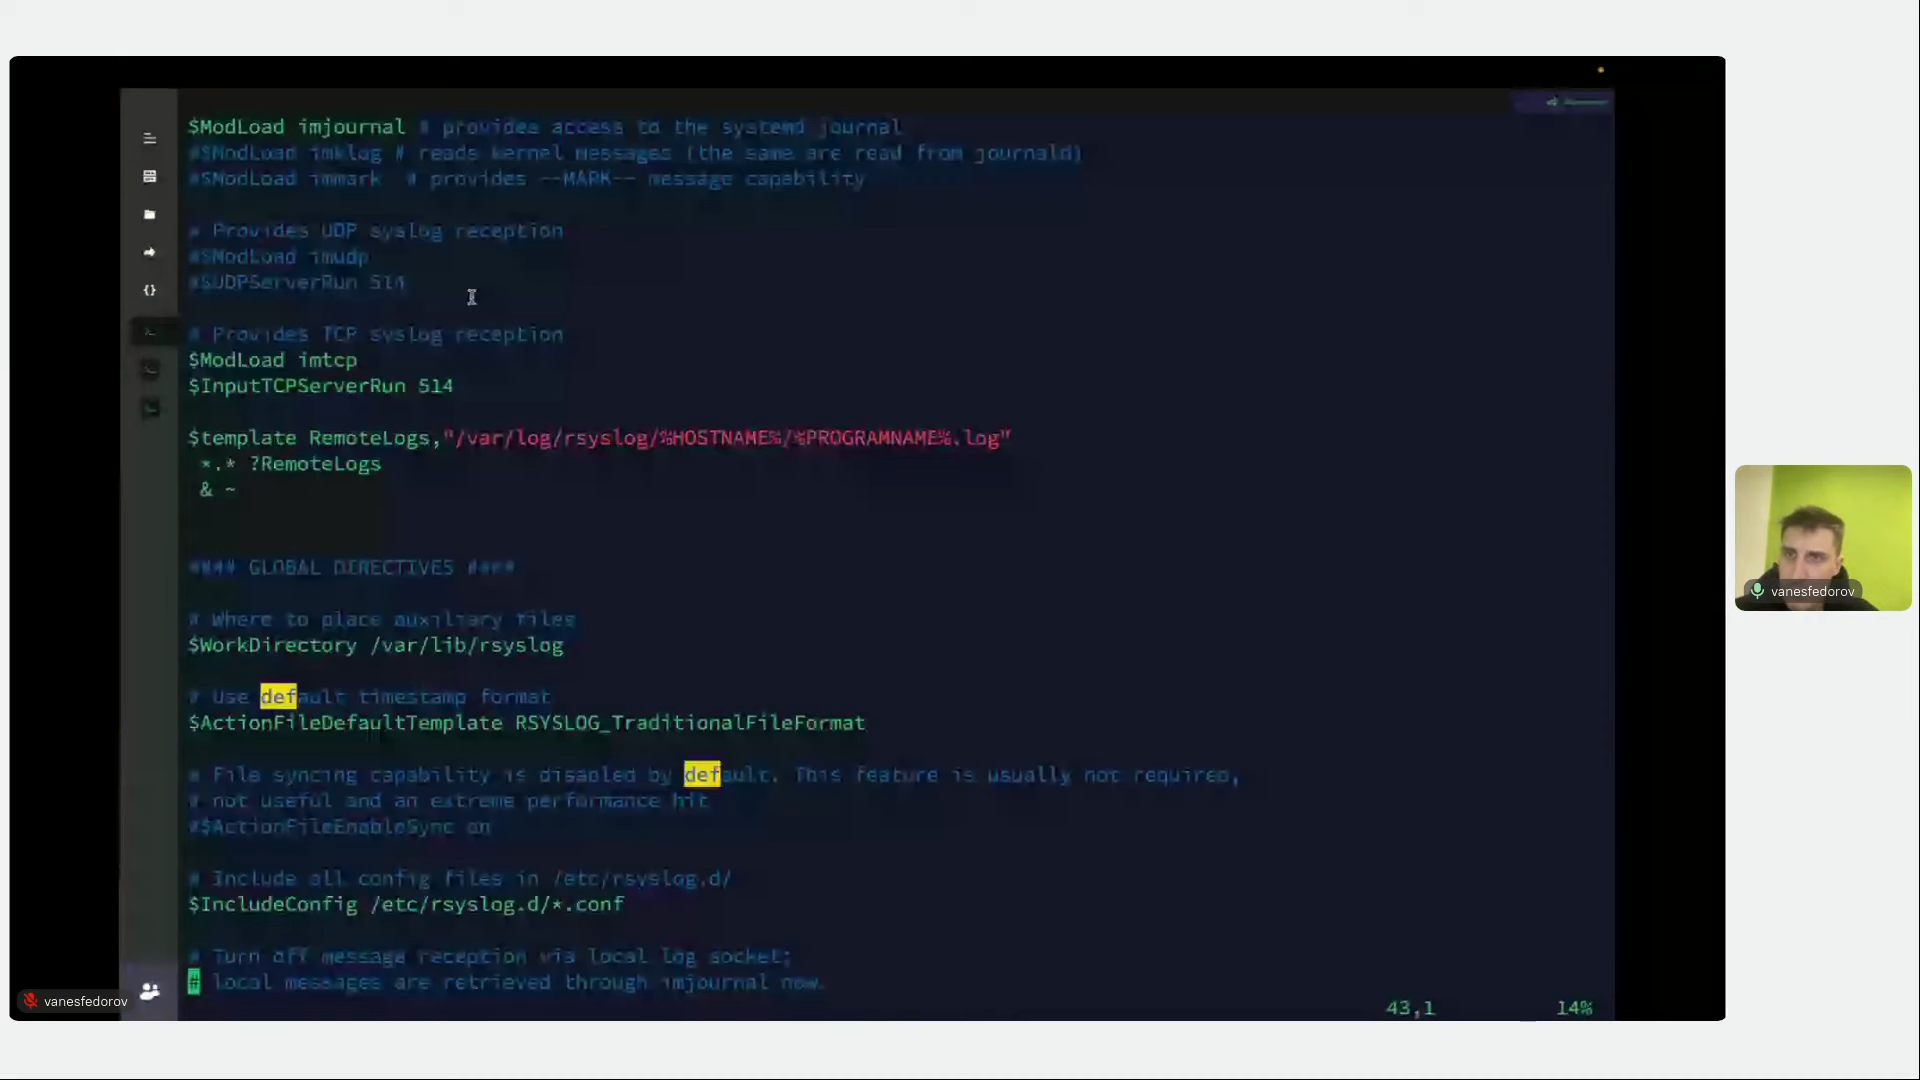 $ModLoad imjournal # provides access to the systemd journal
#$ModLoad imklog # reads kernel messages (the same are read from journald)
#$ModLoad immark  # provides --MARK-- message capability
# Provides UDP syslog reception
#$ModLoad imudp
#$UDPServerRun 514
# Provides TCP syslog reception
$ModLoad imtcp
$InputTCPServerRun 514
$template RemoteLogs,"/var/log/rsyslog/%HOSTNAME%/%PROGRAMNAME%.log"
*.* ?RemoteLogs
& ~
#### GLOBAL DIRECTIVES ####
# Where to place auxiliary files
$WorkDirectory /var/lib/rsyslog
# Use default timestamp format
$ActionFileDefaultTemplate RSYSLOG_TraditionalFileFormat
# File syncing capability is disabled by default. This feature is usually not required,
# not useful and an extreme performance hit
#$ActionFileEnableSync on
# Include all config files in /etc/rsyslog.d/
$IncludeConfig /etc/rsyslog.d/*.conf
# Turn off message reception via local log socket;
# local messages are retrieved through imjournal now.
43,1 14%
vanesfedorov
vanesfedorov